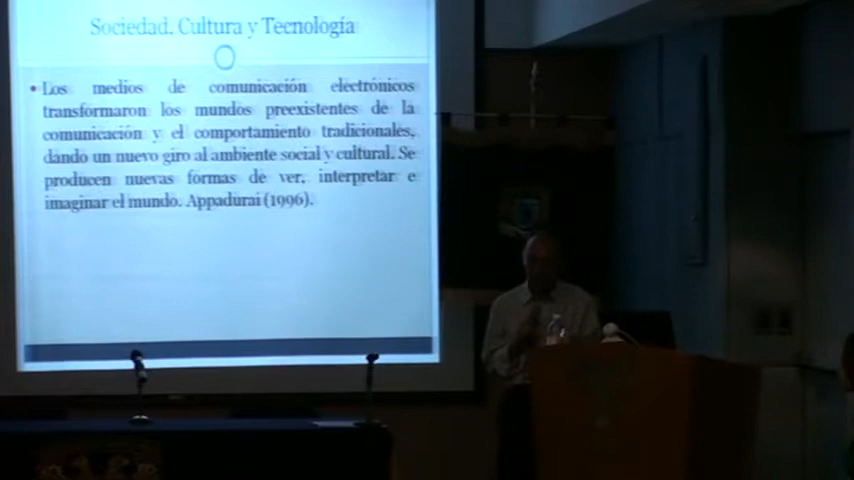 Sociedad. Cultura y Tecnología
• Los medios de comunicación electrónicos
transformaron los mundos preexistentes de la
comunicación y el comportamiento tradicionales,
dando un nuevo giro al ambiente social y cultural. Se
producen nuevas formas de ver, interpretar e
imaginar el mundo. Appadurai (1996).